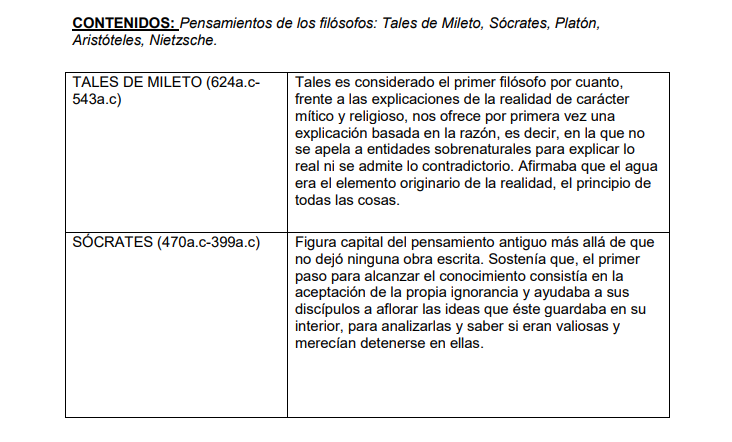 CONTENIDOS: Pensamientos de los filósofos: Tales de Mileto, Sócrates, Platón,
Aristóteles, Nietzsche.
TALES DE MILETO (624a.c-
543a.c)
Tales es considerado el primer filósofo por cuanto,
frente a las explicaciones de la realidad de carácter
mítico y religioso, nos ofrece por primera vez una
explicación basada en la razón, es decir, en la que no
se apela a entidades sobrenaturales para explicar lo
real ni se admite lo contradictorio. Afirmaba que el agua
era el elemento originario de la realidad, el principio de
todas las cosas.
SÓCRATES (470a.c-399a.c)
Figura capital del pensamiento antiguo más allá de que
no dejó ninguna obra escrita. Sostenía que, el primer
paso para alcanzar el conocimiento consistía en la
aceptación de la propia ignorancia y ayudaba a sus
discípulos a aflorar las ideas que éste guardaba en su
interior, para analizarlas y saber si eran valiosas y
merecían detenerse en ellas.